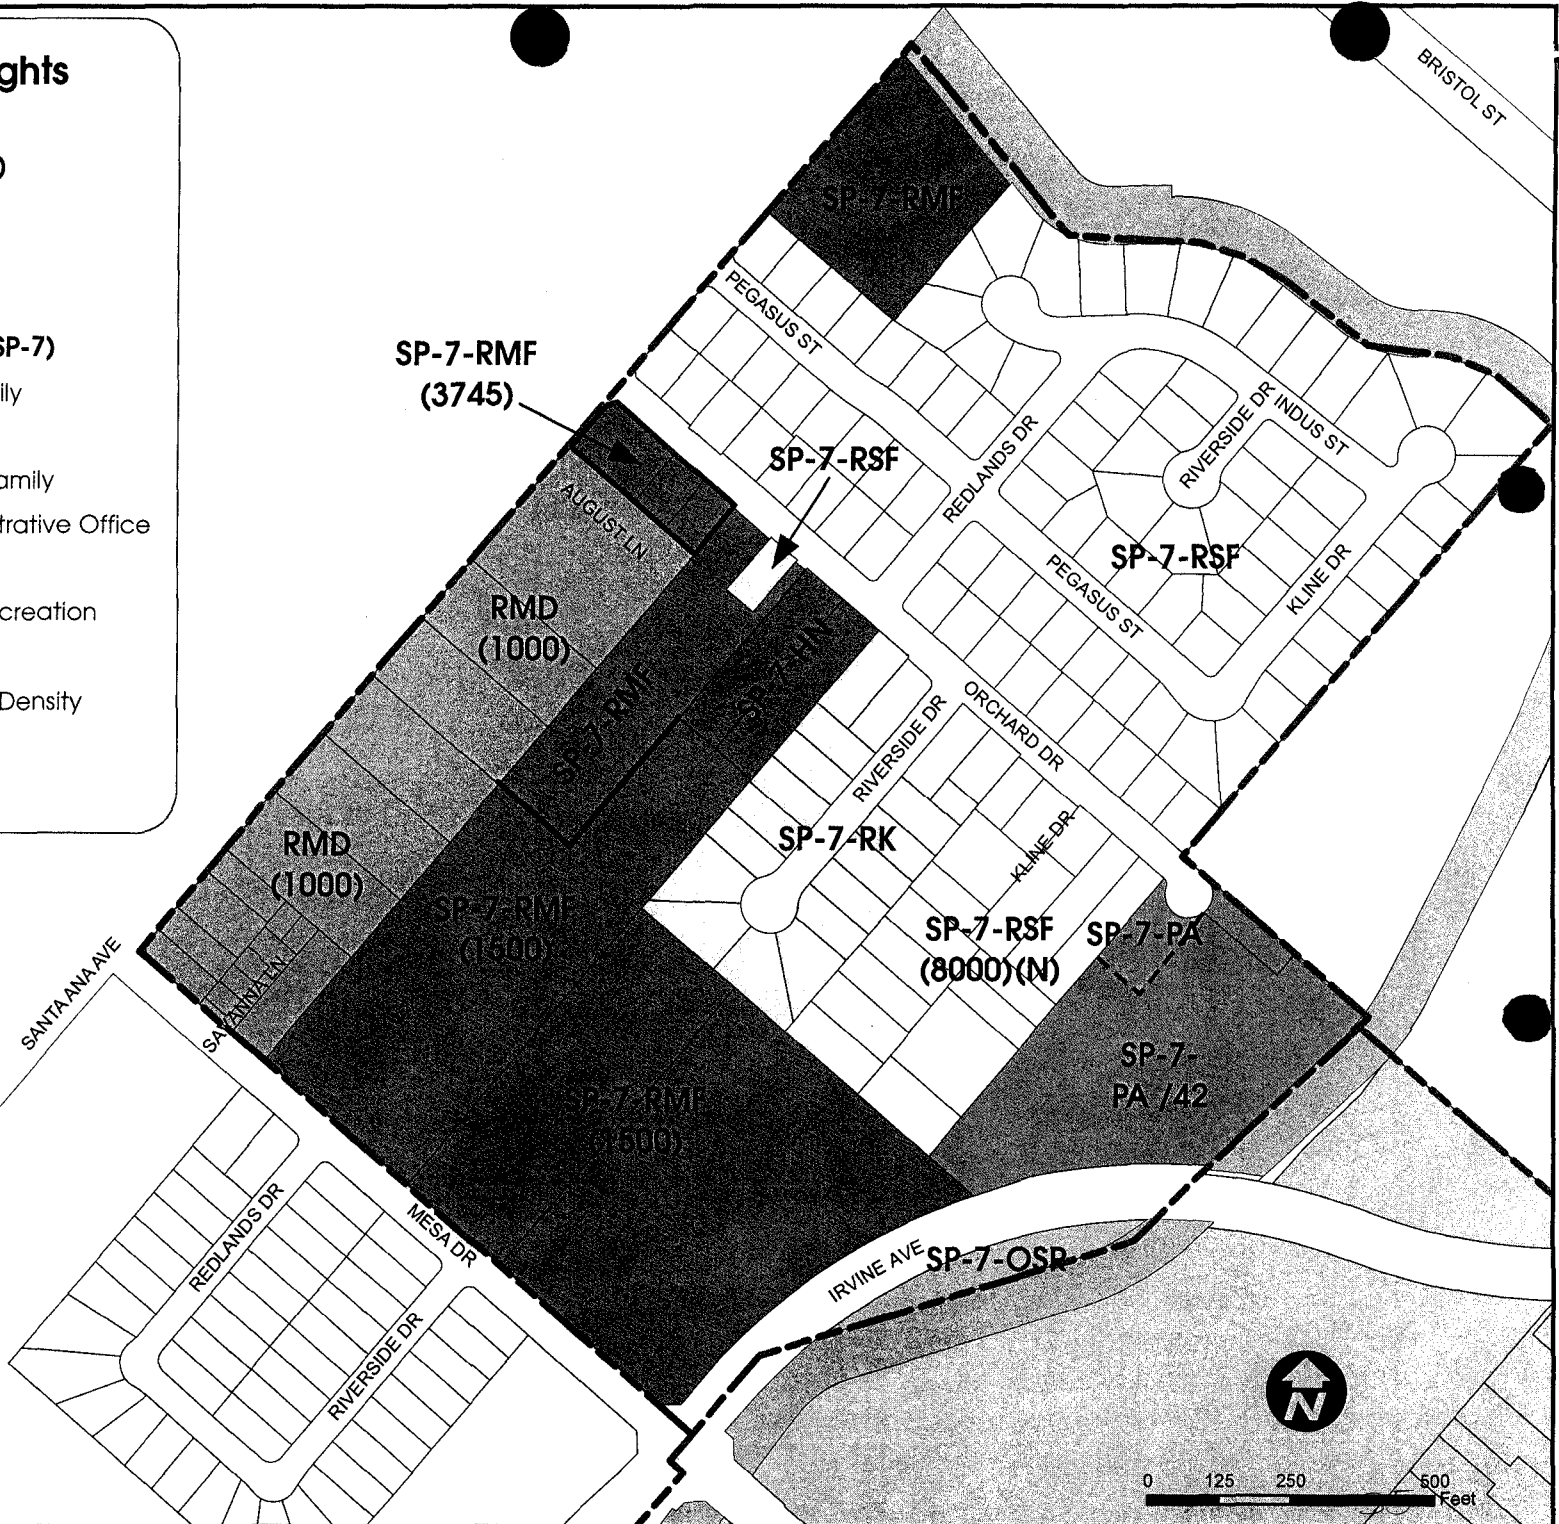 ghts
)
SP-7)
ily
amily
trative Office
creation
Density
BRISTOL ST
SP-7-RMF
PEGASUS ST
SP-7-RMF
(3745)
RIVERSIDE DR
INDUS ST
SP-7-RSF
REDLANDS DR
AUGUST LN
SP-7-RSF
PEGASUS ST
KLINE DR
RMD
(1000)
SP-7-RMF
SP-7-HN
ORCHARD DR
RIVERSIDE DR
SP-7-RK
KLINE DR
RMD
(1000)
SP-7-RMF
(1500)
SP-7-RSF
(8000)(N)
SP-7-PA
SANTA ANA AVE
SAVANNA LN
SP-7-
PA /42
SP-7-RMF
(1500)
REDLANDS DR
MESA DR
IRVINE AVE
SP-7-OSR
RIVERSIDE DR
N
0 125 250 500
Feet